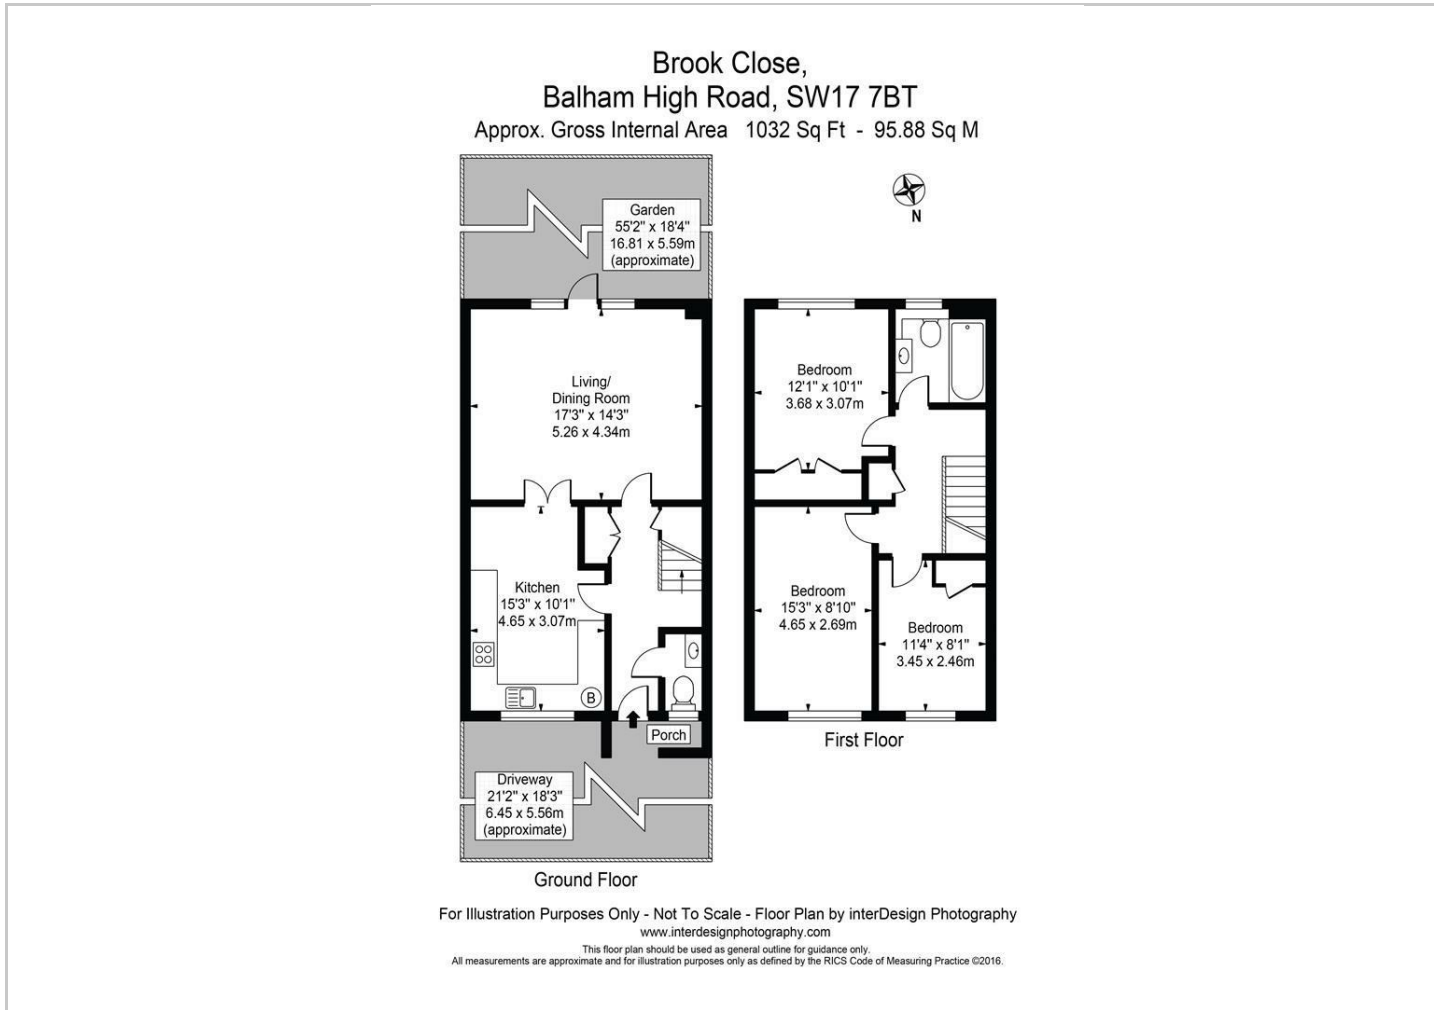 Brook Close,
Balham High Road, SW17 7BT
Approx. Gross Internal Area 1032 Sq Ft - 95.88 Sq M
N
Garden
55'2" x 18'4"
16.81 x 5.59m
(approximate)
Living/
Dining Room
17'3" x 14'3"
5.26 x 4.34m
Kitchen
15'3" x 10'1"
4.65 x 3.07m
B
Porch
Driveway
21'2" x 18'3"
6.45 x 5.56m
(approximate)
Ground Floor
Bedroom
12'1" x 10'1"
3.68 x 3.07m
Bedroom
15'3" x 8'10"
4.65 x 2.69m
Bedroom
11'4" x 8'1"
3.45 x 2.46m
First Floor
For Illustration Purposes Only - Not To Scale - Floor Plan by interDesign Photography
www.interdesignphotography.com
This floor plan should be used as general outline for guidance only.
All measurements are approximate and for illustration purposes only as defined by the RICS Code of Measuring Practice ©2016.